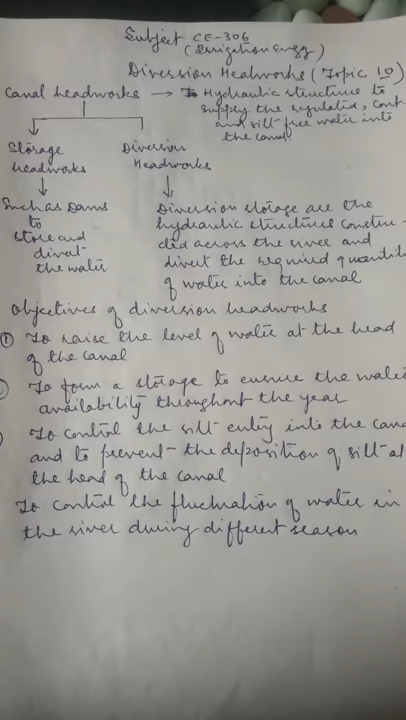 Subject CE-306
(Irrigation engg)
Diversion Headworks (Topic 10)
Canal headworks → Hydraulic structure to
supply the regulated, cont
and silt free water into
the canal.
Storage
headworks
Such as Dams
to
store and
divert
the water
Diversion
Headworks
Diversion storage are the
hydraulic structures constru-
cted across the river and
divert the required quantit
of water into the canal
Objectives of diversion headworks
① To raise the level of water at the head
of the canal
To form a storage to ensure the water
availability throughout the year
To control the silt entry into the cana
and to prevent the deposition of silt at
the head of the canal
To control the fluctuation of water in
the river during different season